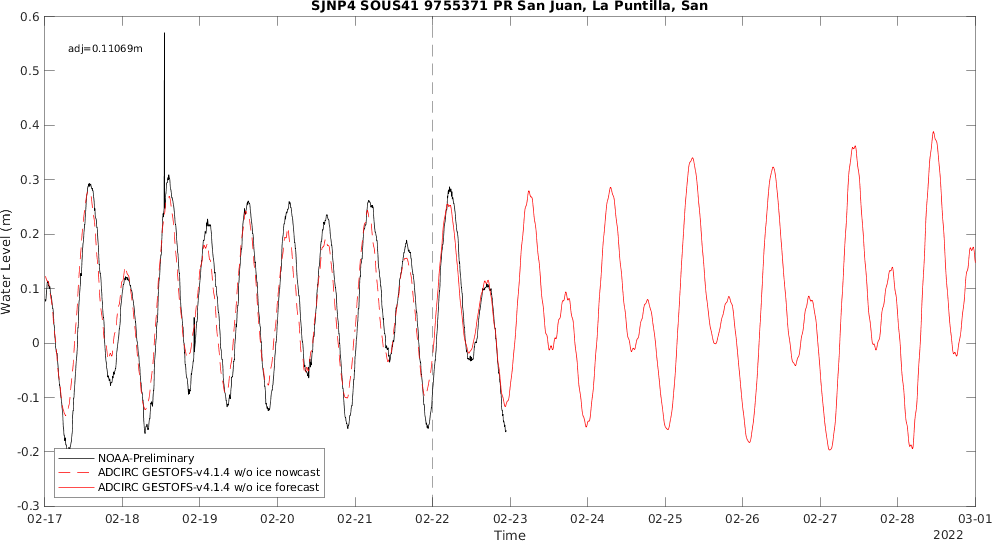 SJNP4 SOUS41 9755371 PR San Juan, La Puntilla, San
0.6
adj=0.11069m
0.5
0.4
0.3
0.2
0.1
0
-0.1
-0.2
-0.3
Water Level (m)
NOAA-Preliminary
ADCIRC GESTOFS-v4.1.4 w/o ice nowcast
ADCIRC GESTOFS-v4.1.4 w/o ice forecast
02-17 02-18 02-19 02-20 02-21 02-22 02-23 02-24 02-25 02-26 02-27 02-28 03-01
Time
2022